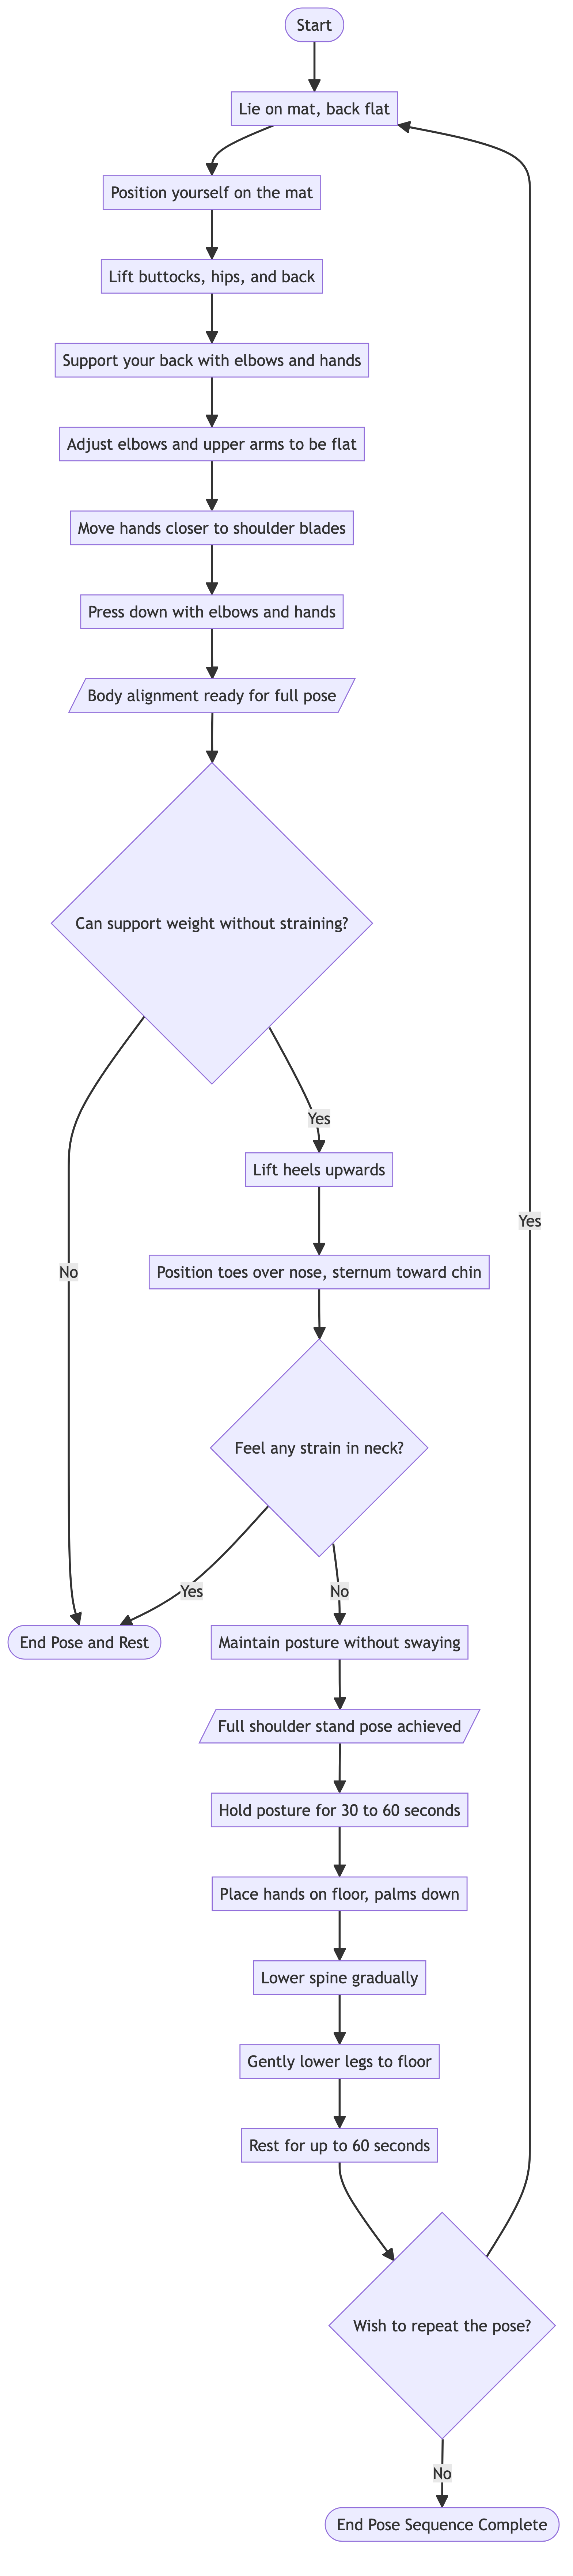 Start
Lie on mat, back flat
Position yourself on the mat
Lift buttocks, hips, and back
Support your back with elbows and hands
Adjust elbows and upper arms to be flat
Move hands closer to shoulder blades
Press down with elbows and hands
Body alignment ready for full pose
Can support weight without straining?
Yes
Lift heels upwards
Yes
No
Position toes over nose, sternum toward chin
Feel any strain in neck?
Yes
No
End Pose and Rest
Maintain posture without swaying
Full shoulder stand pose achieved
Hold posture for 30 to 60 seconds
Place hands on floor, palms down
Lower spine gradually
Gently lower legs to floor
Rest for up to 60 seconds
Wish to repeat the pose?
No
End Pose Sequence Complete